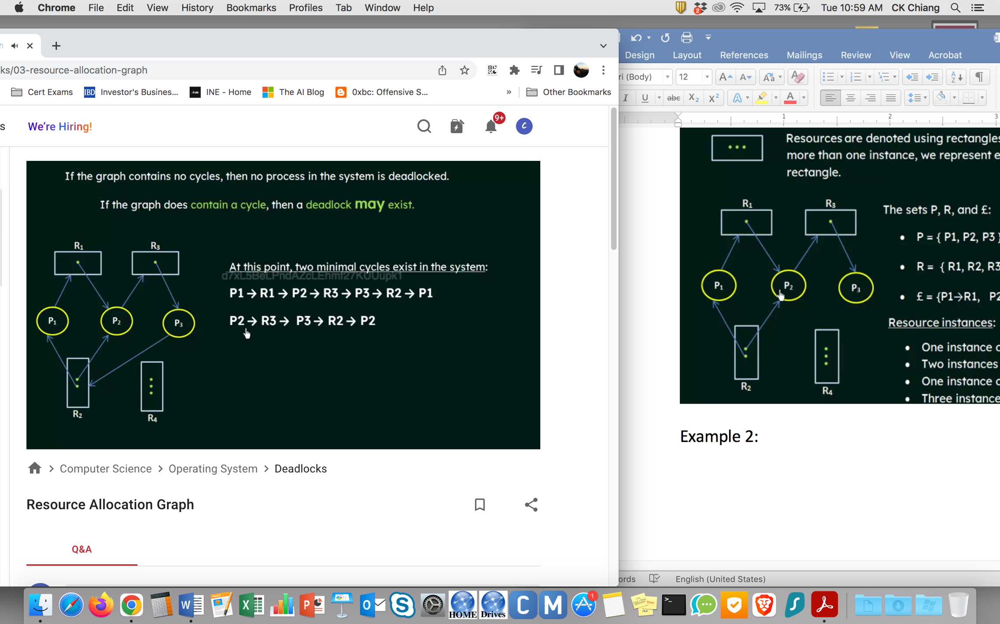 Chrome File Edit View History Bookmarks Profiles Tab Window Help
2 73% Tue 10:59 AM CK Chiang
h
ks/03-resource-allocation-graph
Cert Exams IBD Investor's Busines... INE - Home The AI Blog 0xbc: Offensive S... » Other Bookmarks
s We're Hiring! 9+ C
If the graph contains no cycles, then no process in the system is deadlocked.
If the graph does contain a cycle, then a deadlock may exist.
R1 R3
At this point, two minimal cycles exist in the system:
d7xL5BeLPndAZcLEhmf27KUUupk1
P1 → R1 → P2 → R3 → P3 → R2 → P1
P2 → R3 → P3 → R2 → P2
P1 P2 P3
R2 R4
Computer Science > Operating System > Deadlocks
Resource Allocation Graph
Q&A
Design Layout References Mailings Review View Acrobat
ri (Body) 12
I U abc X2 X2
1 2 3
Resources are denoted using rectangles
more than one instance, we represent e
rectangle.
R1 R3
The sets P, R, and £:
• P = { P1, P2, P3 }
• R = { R1, R2, R3
• £ = {P1→R1, P2
P1 P2 P3
Resource instances:
• One instance o
• Two instances
• One instance o
• Three instance
R2 R4
Example 2:
ords English (United States)
HOME Drives C M 1